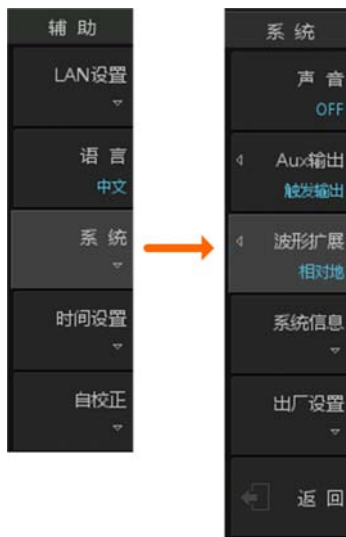 辅 助
LAN设置
语 言
中文
系 统
时间设置
自校正
系 统
声 音
OFF
Aux输出
触发输出
波形扩展
相对地
系统信息
出厂设置
返 回